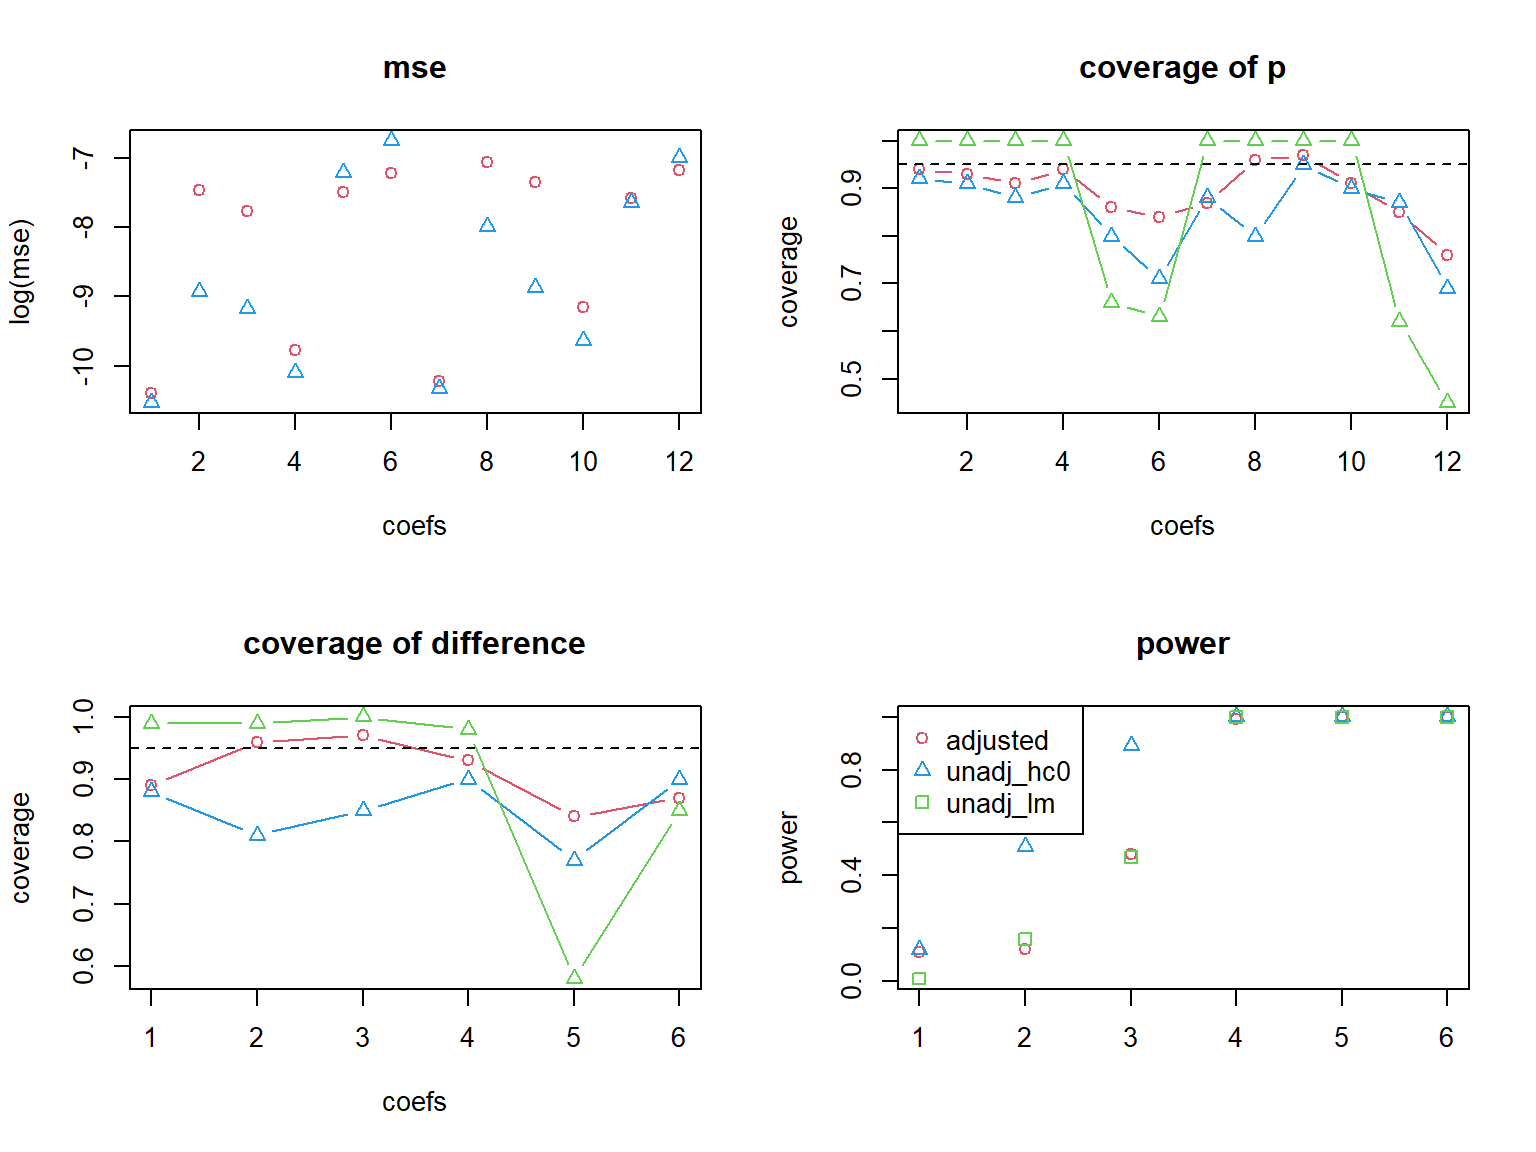 mse
log(mse)
-7
-8
-9
-10
2 4 6 8 10 12
coefs
coverage of p
coverage
0.9
0.7
0.5
2 4 6 8 10 12
coefs
coverage of difference
coverage
1.0
0.9
0.8
0.7
0.6
1 2 3 4 5 6
coefs
power
power
0.8
0.4
0.0
adjusted
unadj_hc0
unadj_lm
1 2 3 4 5 6